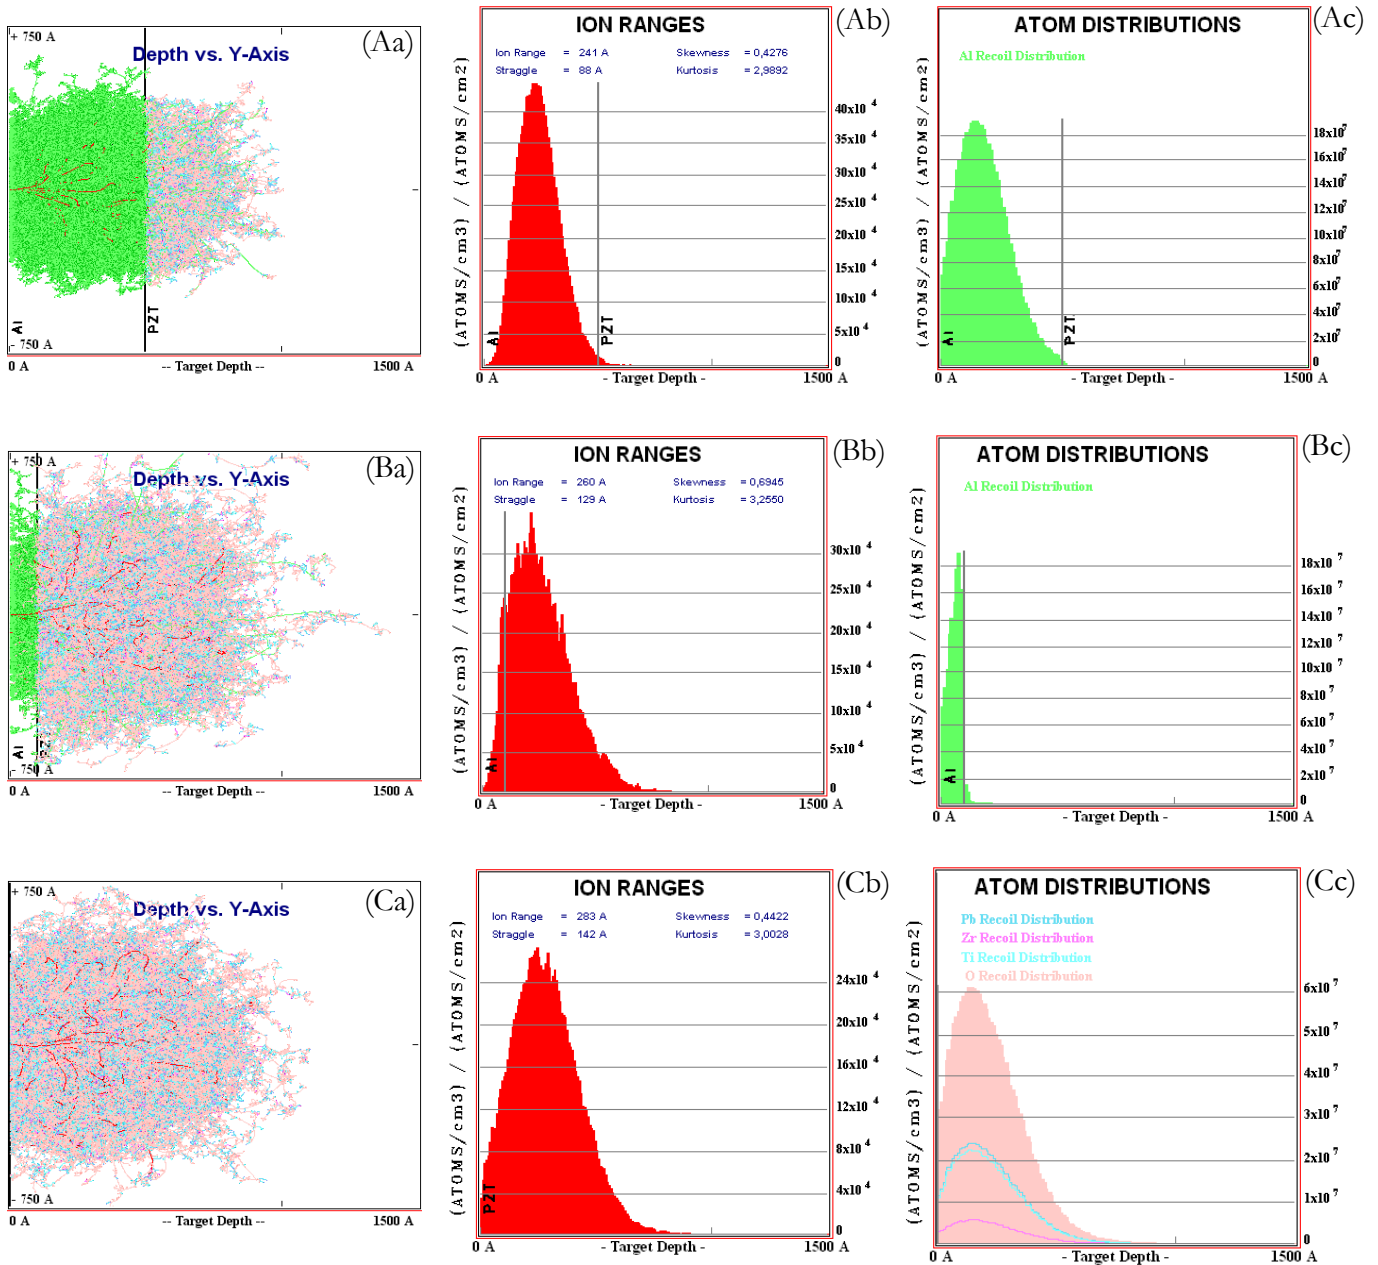 + 750 A
Depth vs. Y-Axis
(Aa)
Al
PZT
- 750 A
0 A
-- Target Depth --
1500 A
ION RANGES
(Ab)
Ion Range = 241 A Skewness = 0,4276
Straggle = 88 A Kurtosis = 2,9892
(ATOMS/cm3) / (ATOMS/cm2)
40x10 4
35x10 4
30x10 4
25x10 4
20x10 4
15x10 4
10x10 4
5x10 4
0
Al
PZT
0 A
- Target Depth -
1500 A
ATOM DISTRIBUTIONS
(Ac)
Al Recoil Distribution
(ATOMS/cm3) / (ATOMS/cm2)
18x10 7
16x10 7
14x10 7
12x10 7
10x10 7
8x10 7
6x10 7
4x10 7
2x10 7
0
Al
PZT
0 A
- Target Depth -
1500 A
+ 750 A
Depth vs. Y-Axis
(Ba)
Al
PZT
- 750 A
0 A
-- Target Depth --
1500 A
ION RANGES
(Bb)
Ion Range = 260 A Skewness = 0,6945
Straggle = 129 A Kurtosis = 3,2550
(ATOMS/cm3) / (ATOMS/cm2)
30x10 4
25x10 4
20x10 4
15x10 4
10x10 4
5x10 4
0
Al
0 A
- Target Depth -
1500 A
ATOM DISTRIBUTIONS
(Bc)
Al Recoil Distribution
(ATOMS/cm3) / (ATOMS/cm2)
18x10 7
16x10 7
14x10 7
12x10 7
10x10 7
8x10 7
6x10 7
4x10 7
2x10 7
0
Al
0 A
- Target Depth -
1500 A
+ 750 A
Depth vs. Y-Axis
(Ca)
- 750 A
0 A
-- Target Depth --
1500 A
ION RANGES
(Cb)
Ion Range = 283 A Skewness = 0,4422
Straggle = 142 A Kurtosis = 3,0028
(ATOMS/cm3) / (ATOMS/cm2)
24x10 4
20x10 4
16x10 4
12x10 4
8x10 4
4x10 4
0
PZT
0 A
- Target Depth -
1500 A
ATOM DISTRIBUTIONS
(Cc)
Pb Recoil Distribution
Zr Recoil Distribution
Ti Recoil Distribution
O Recoil Distribution
(ATOMS/cm3) / (ATOMS/cm2)
6x10 7
5x10 7
4x10 7
3x10 7
2x10 7
1x10 7
0
0 A
- Target Depth -
1500 A